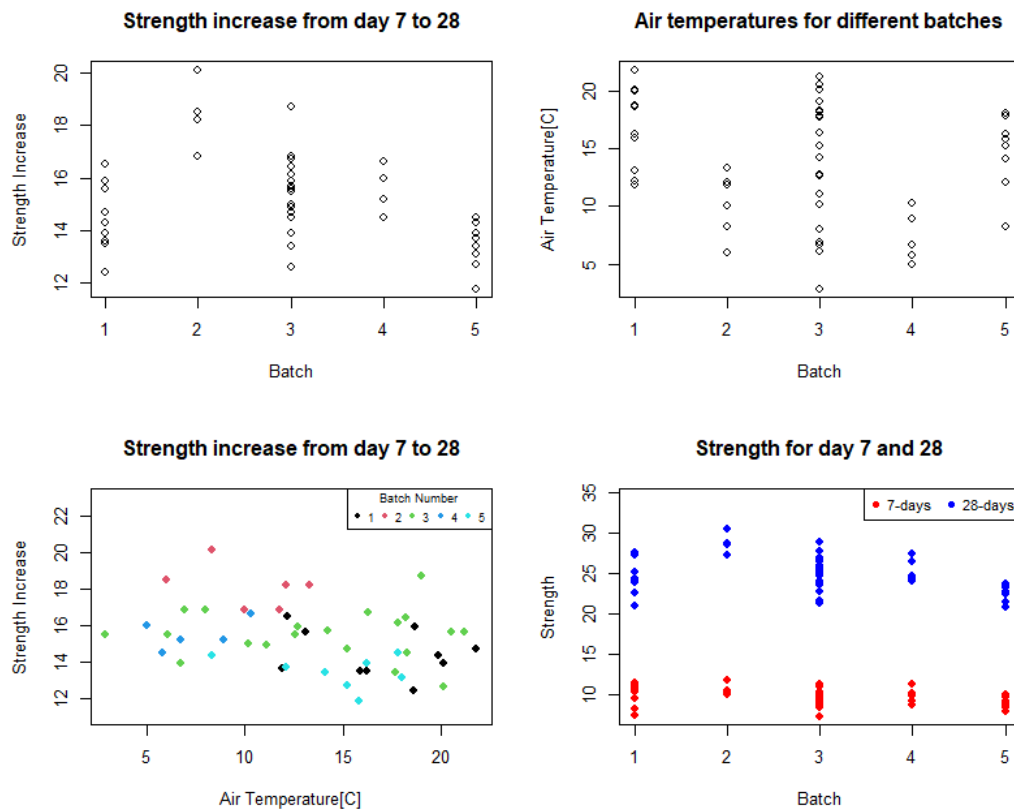 Strength increase from day 7 to 28
Strength Increase
20
18
16
14
12
1 2 3 4 5
Batch
Air temperatures for different batches
Air Temperature[C]
20
15
10
5
1 2 3 4 5
Batch
Strength increase from day 7 to 28
Strength Increase
22
20
18
16
14
12
Batch Number
1 2 3 4 5
5 10 15 20
Air Temperature[C]
Strength for day 7 and 28
Strength
35
30
25
20
15
10
7-days 28-days
1 2 3 4 5
Batch